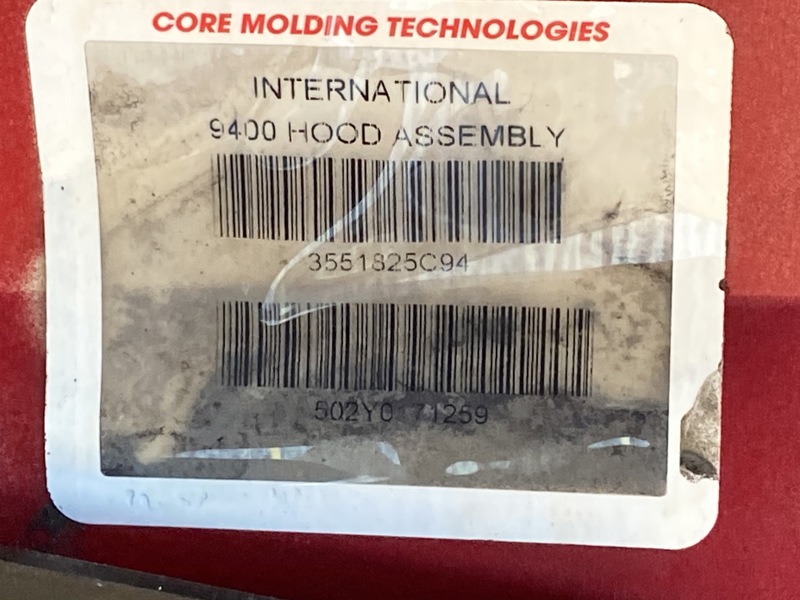 CORE MOLDING TECHNOLOGIES
INTERNATIONAL
9400 HOOD ASSEMBLY
3551825C94